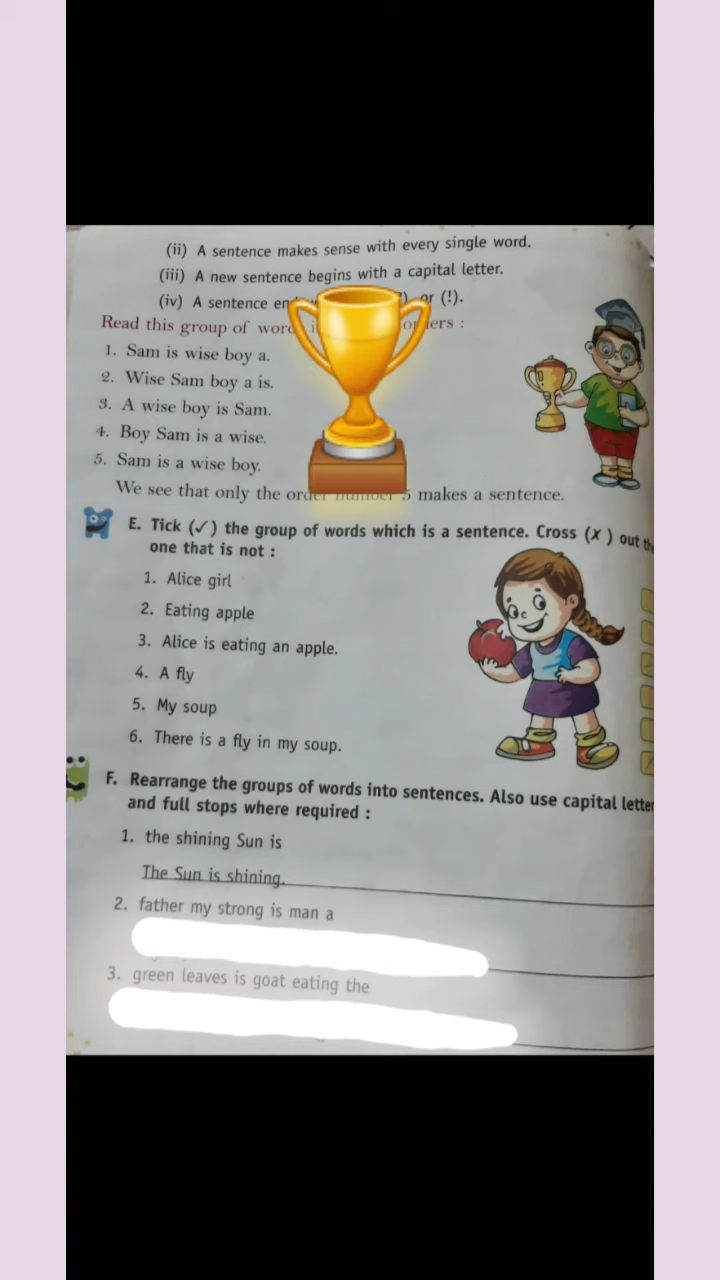 (ii) A sentence makes sense with every single word.
(iii) A new sentence begins with a capital letter.
(iv) A sentence or (!).
Read this group of :
1. Sam is wise boy a.
2. Wise Sam boy a is.
3. A wise boy is Sam.
4. Boy Sam is a wise.
5. Sam is a wise boy.
We see that only the order number 5 makes a sentence.
E. Tick (✓) the group of words which is a sentence. Cross (✗) out
one that is not :
1. Alice girl
2. Eating apple
3. Alice is eating an apple.
4. A fly
5. My soup
6. There is a fly in my soup.
F. Rearrange the groups of words into sentences. Also use capital
and full stops where required :
1. the shining Sun is
The Sun is shining.
2. father my strong is man a
3. green leaves is goat eating the